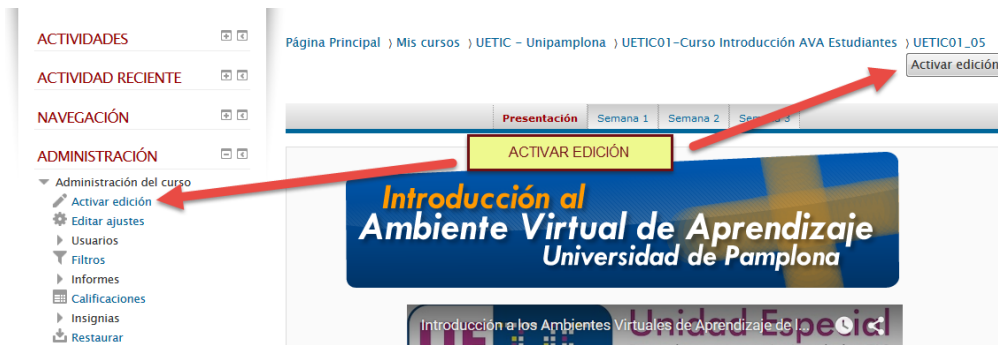 ACTIVIDADES
ACTIVIDAD RECIENTE
NAVEGACIÓN
ADMINISTRACIÓN
Administración del curso
Activar edición
Editar ajustes
Usuarios
Filtros
Informes
Calificaciones
Insignias
Restaurar
Página Principal 〉Mis cursos 〉UETIC - Unipamplona 〉UETIC01-Curso Introducción AVA Estudiantes 〉UETIC01_05
Activar edición
Presentación Semana 1 Semana 2 Semana 3
ACTIVAR EDICIÓN
Introducción al
Ambiente Virtual de Aprendizaje
Universidad de Pamplona
Introducción a los Ambientes Virtuales de Aprendizaje de l...
Unidad Especial